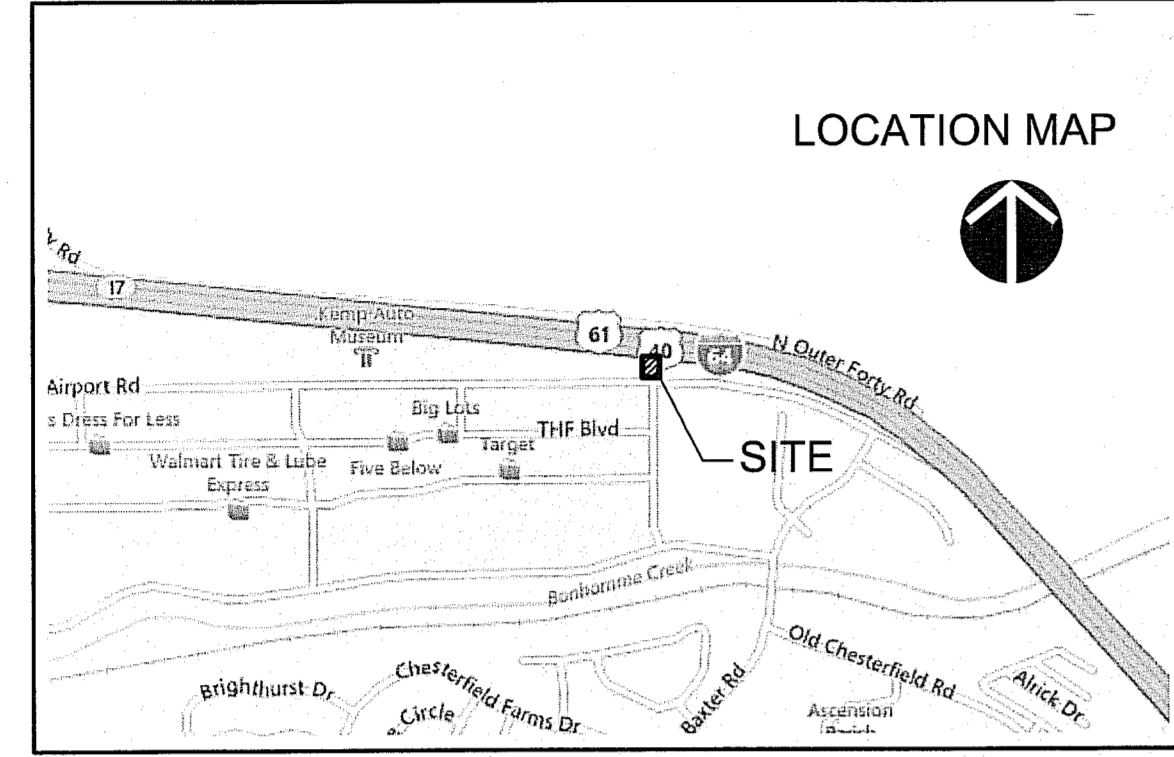 LOCATION MAP
Rd
17
Kemp Auto
Museum
61
40
64
N Outer Forty Rd
Airport Rd
s Dress For Less
Big Lots
THF Blvd
Target
SITE
Walmart Tire & Lube
Express
Five Below
Bonhomme Creek
Old Chesterfield Rd
Brighthurst Dr
Chesterfield Farms Dr
Circle
Baxter Rd
Alrick Dr
Ascension